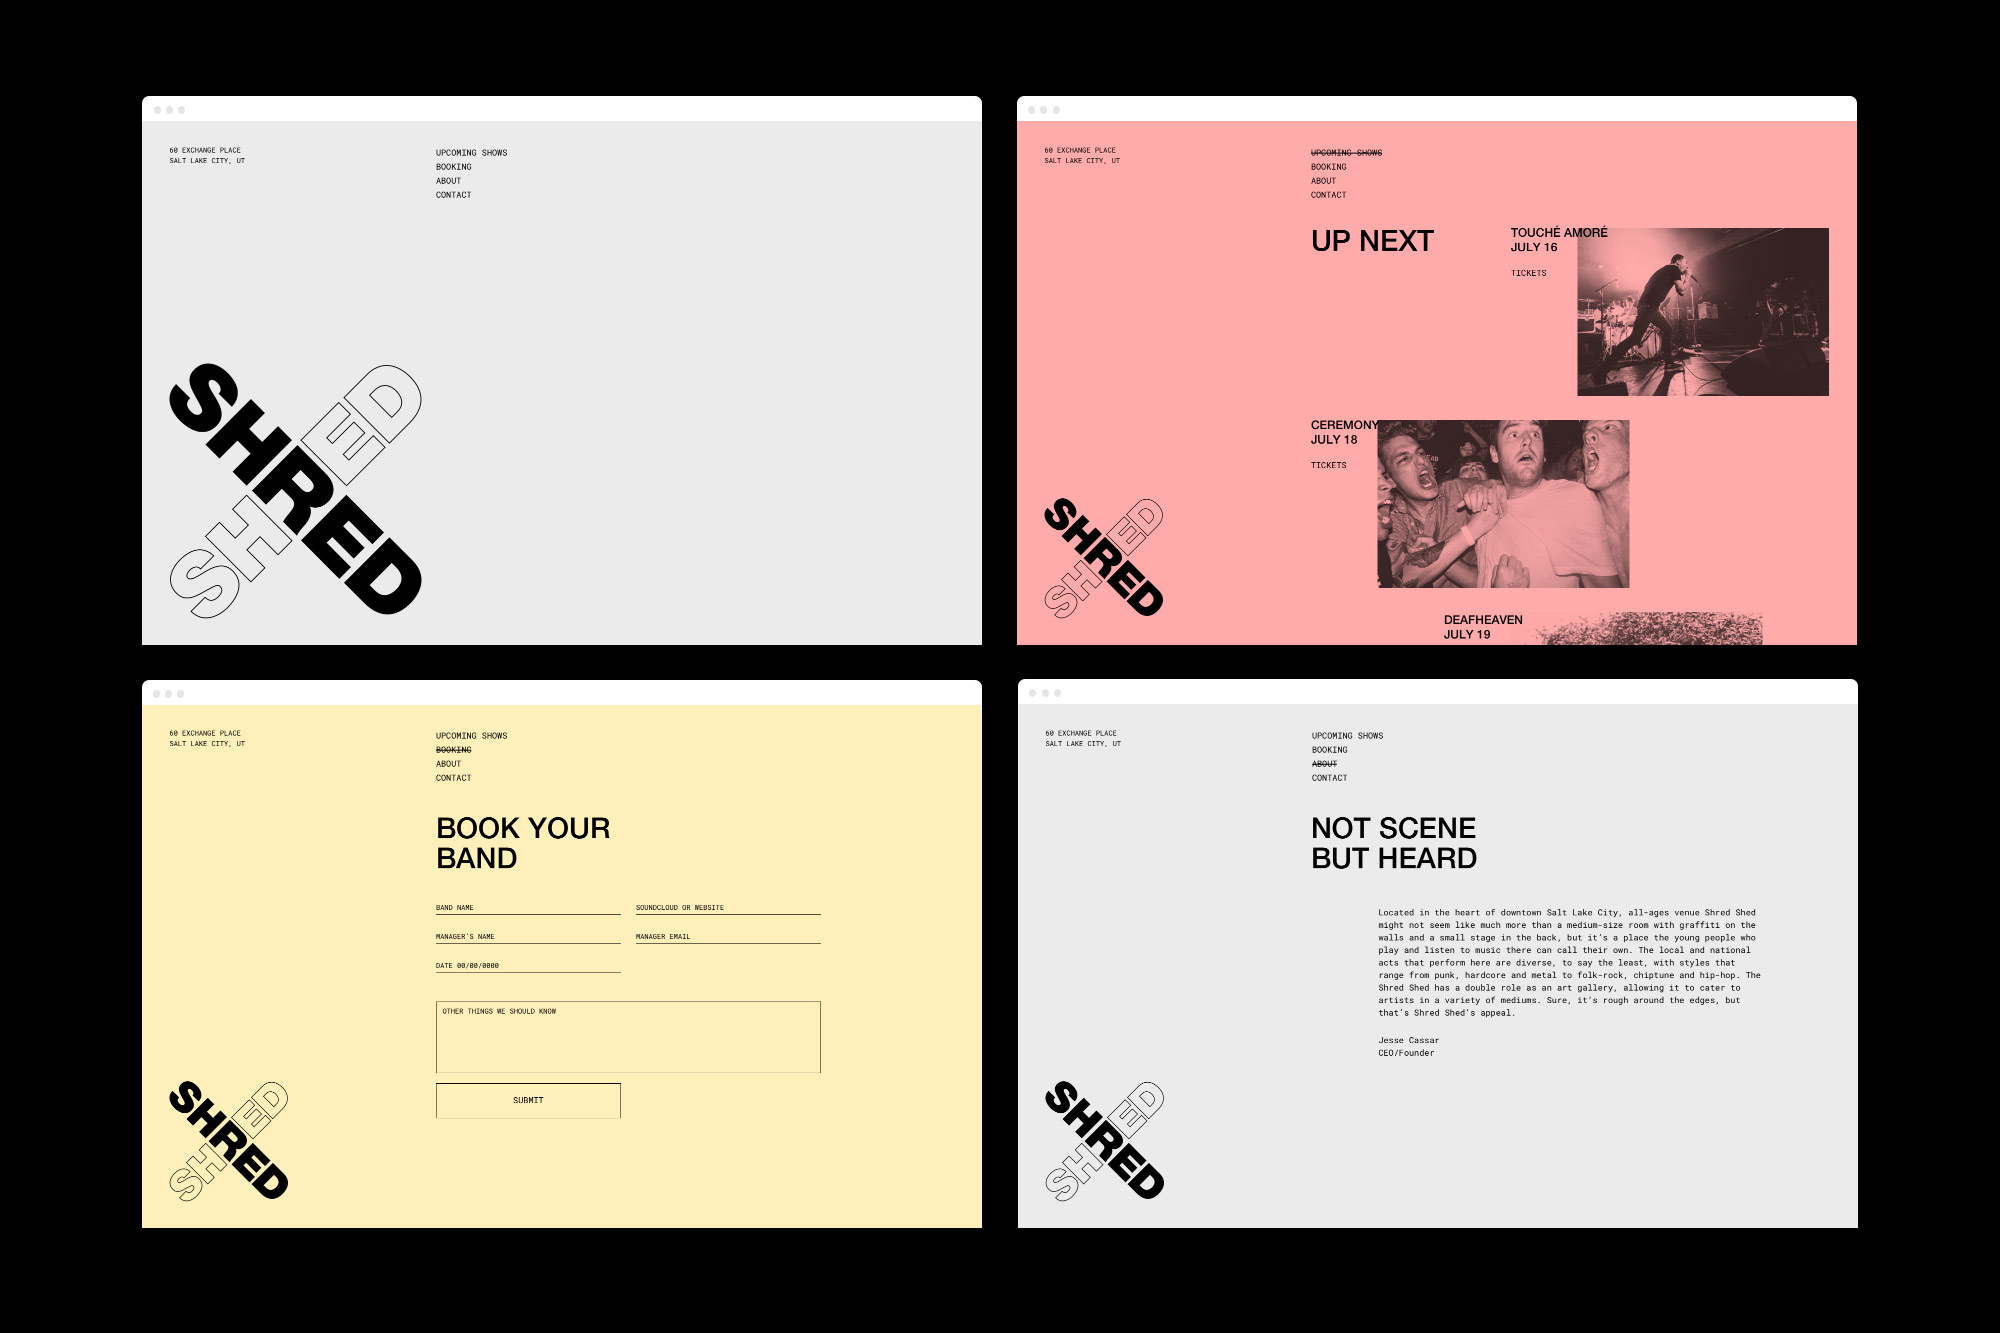 60 EXCHANGE PLACE
SALT LAKE CITY, UT
UPCOMING SHOWS
BOOKING
ABOUT
CONTACT
SHRED
SHED
60 EXCHANGE PLACE
SALT LAKE CITY, UT
UPCOMING SHOWS
BOOKING
ABOUT
CONTACT
UP NEXT
TOUCHÉ AMORÉ
JULY 16
TICKETS
CEREMONY
JULY 18
TICKETS
DEAFHEAVEN
JULY 19
SHRED
SHED
60 EXCHANGE PLACE
SALT LAKE CITY, UT
UPCOMING SHOWS
BOOKING
ABOUT
CONTACT
BOOK YOUR
BAND
BAND NAME
SOUNDCLOUD OR WEBSITE
MANAGER'S NAME
MANAGER EMAIL
DATE 00/00/0000
OTHER THINGS WE SHOULD KNOW
SUBMIT
SHRED
SHED
60 EXCHANGE PLACE
SALT LAKE CITY, UT
UPCOMING SHOWS
BOOKING
ABOUT
CONTACT
NOT SCENE
BUT HEARD
Located in the heart of downtown Salt Lake City, all-ages venue Shred Shed
might not seem like much more than a medium-size room with graffiti on the
walls and a small stage in the back, but it's a place the young people who
play and listen to music there can call their own. The local and national
acts that perform here are diverse, to say the least, with styles that
range from punk, hardcore and metal to folk-rock, chiptune and hip-hop. The
Shred Shed has a double role as an art gallery, allowing it to cater to
artists in a variety of mediums. Sure, it's rough around the edges, but
that's Shred Shed's appeal.
Jesse Cassar
CEO/Founder
SHRED
SHED